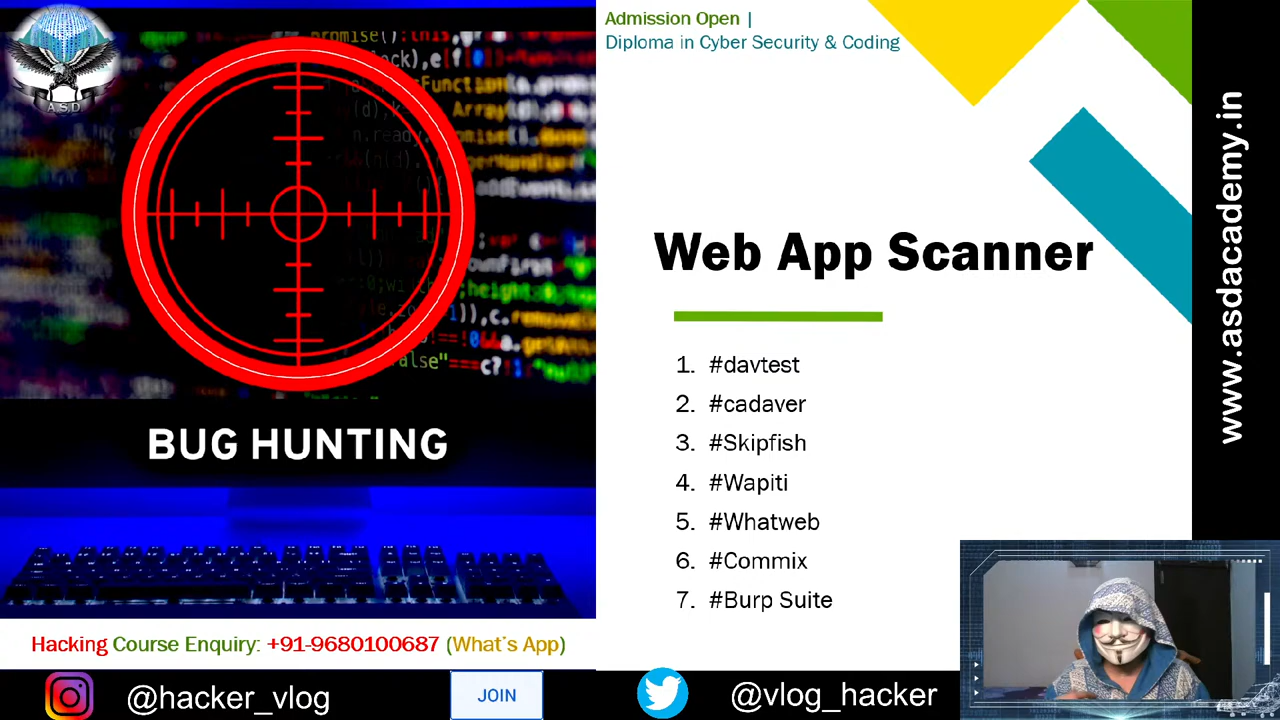 A.S.D
BUG HUNTING
Hacking Course Enquiry: +91-9680100687 (What's App)
@hacker_vlog
JOIN
Admission Open |
Diploma in Cyber Security & Coding
Web App Scanner
1. #davtest
2. #cadaver
3. #Skipfish
4. #Wapiti
5. #Whatweb
6. #Commix
7. #Burp Suite
@vlog_hacker
www.asdacademy.in